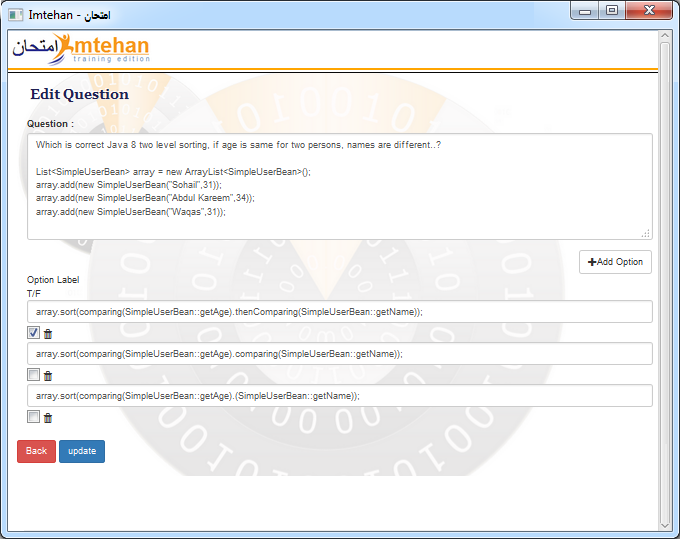 Imtehan - امتحان
امتحان mtehan
training edition
Edit Question
Question :
Which is correct Java 8 two level sorting, if age is same for two persons, names are different..?
List<SimpleUserBean> array = new ArrayList<SimpleUserBean>();
array.add(new SimpleUserBean("Sohail",31));
array.add(new SimpleUserBean("Abdul Kareem",34));
array.add(new SimpleUserBean("Waqas",31));
Add Option
Option Label
T/F
array.sort(comparing(SimpleUserBean::getAge).thenComparing(SimpleUserBean::getName));
array.sort(comparing(SimpleUserBean::getAge).comparing(SimpleUserBean::getName));
array.sort(comparing(SimpleUserBean::getAge).(SimpleUserBean::getName));
Back update